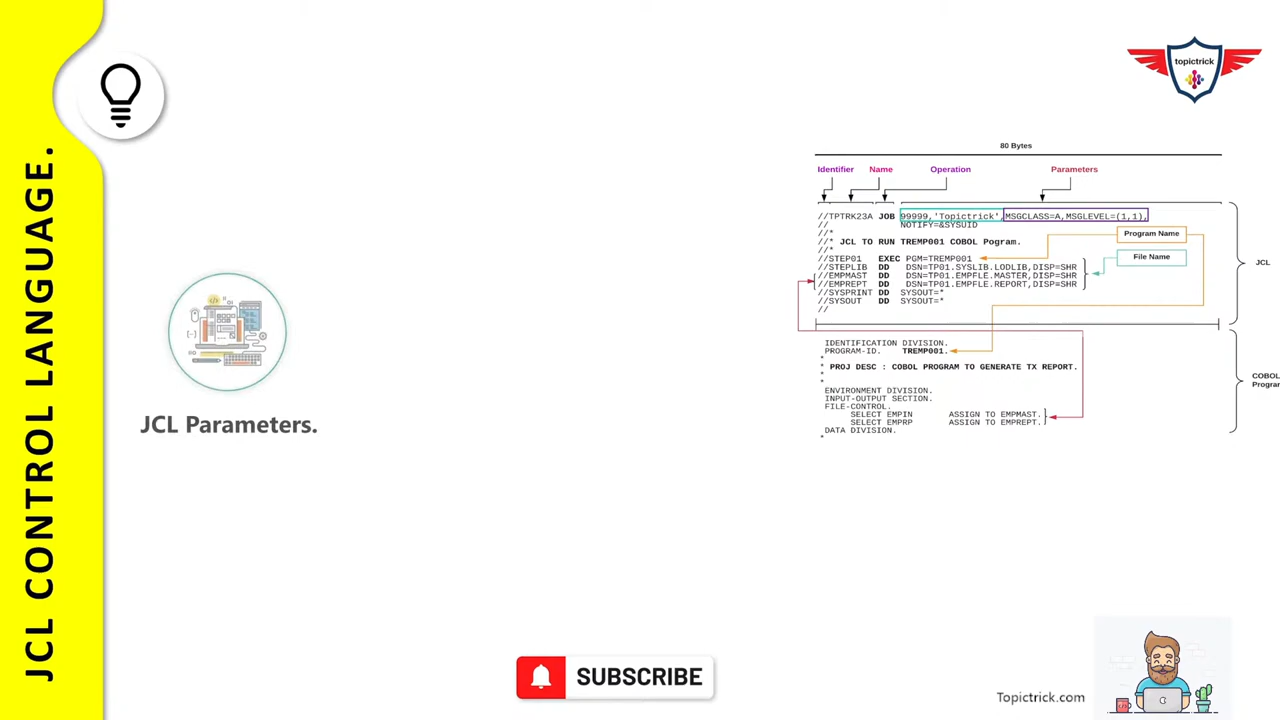 JCL CONTROL LANGUAGE.
topictrick
JCL Parameters.
80 Bytes
Identifier Name Operation Parameters
//TPTRK23A JOB 99999,'Topictrick',MSGCLASS=A,MSGLEVEL=(1,1),
// NOTIFY=&SYSUID
//*
//* JCL TO RUN TREMP001 COBOL Pogram.
//*
//STEP01 EXEC PGM=TREMP001
//STEPLIB DD DSN=TP01.SYSLIB.LODLIB,DISP=SHR
//EMPMAST DD DSN=TP01.EMPFLE.MASTER,DISP=SHR
//EMPREPT DD DSN=TP01.EMPFLE.REPORT,DISP=SHR
//SYSPRINT DD SYSOUT=*
//SYSOUT DD SYSOUT=*
//
Program Name
File Name
JCL
IDENTIFICATION DIVISION.
PROGRAM-ID. TREMP001.
*
* PROJ DESC : COBOL PROGRAM TO GENERATE TX REPORT.
*
*
ENVIRONMENT DIVISION.
INPUT-OUTPUT SECTION.
FILE-CONTROL.
SELECT EMPIN ASSIGN TO EMPMAST.
SELECT EMPRP ASSIGN TO EMPREPT.
DATA DIVISION.
*
COBOL
Progra
SUBSCRIBE
Topictrick.com